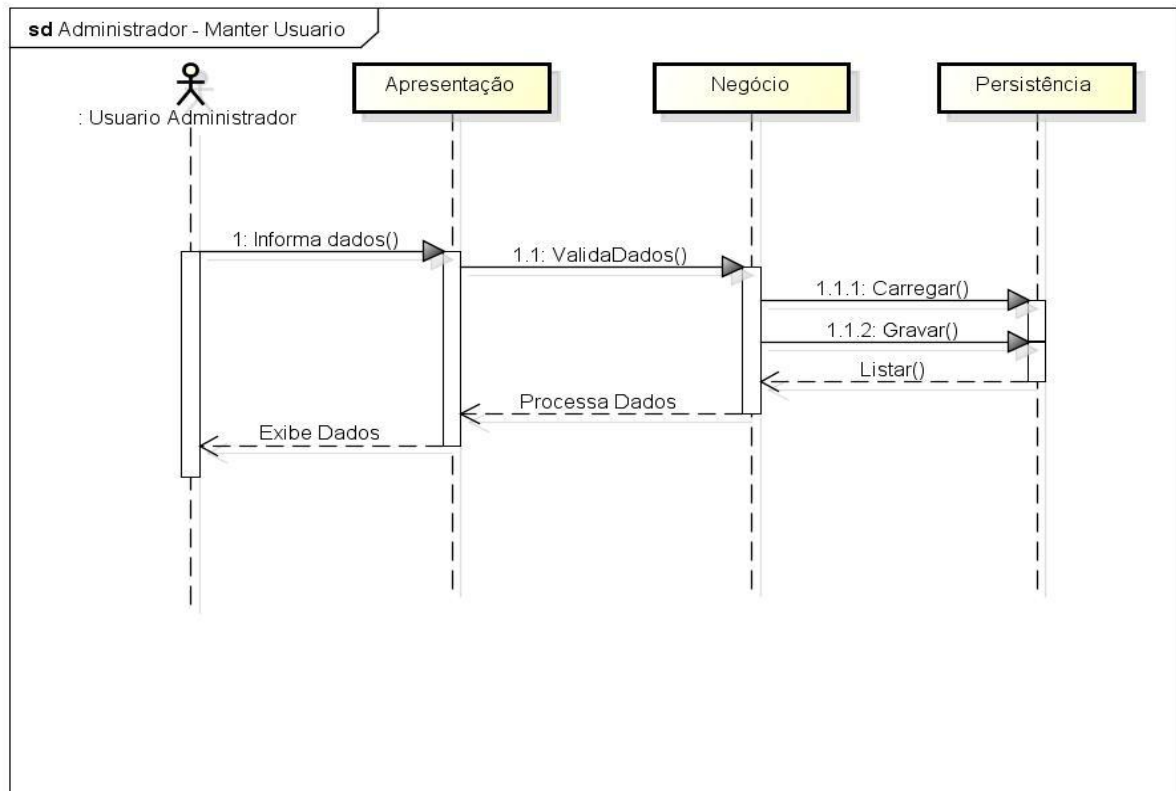 sd Administrador - Manter Usuario
: Usuario Administrador
Apresentação
Negócio
Persistência
1: Informa dados()
1.1: ValidaDados()
1.1.1: Carregar()
1.1.2: Gravar()
Listar()
Processa Dados
Exibe Dados